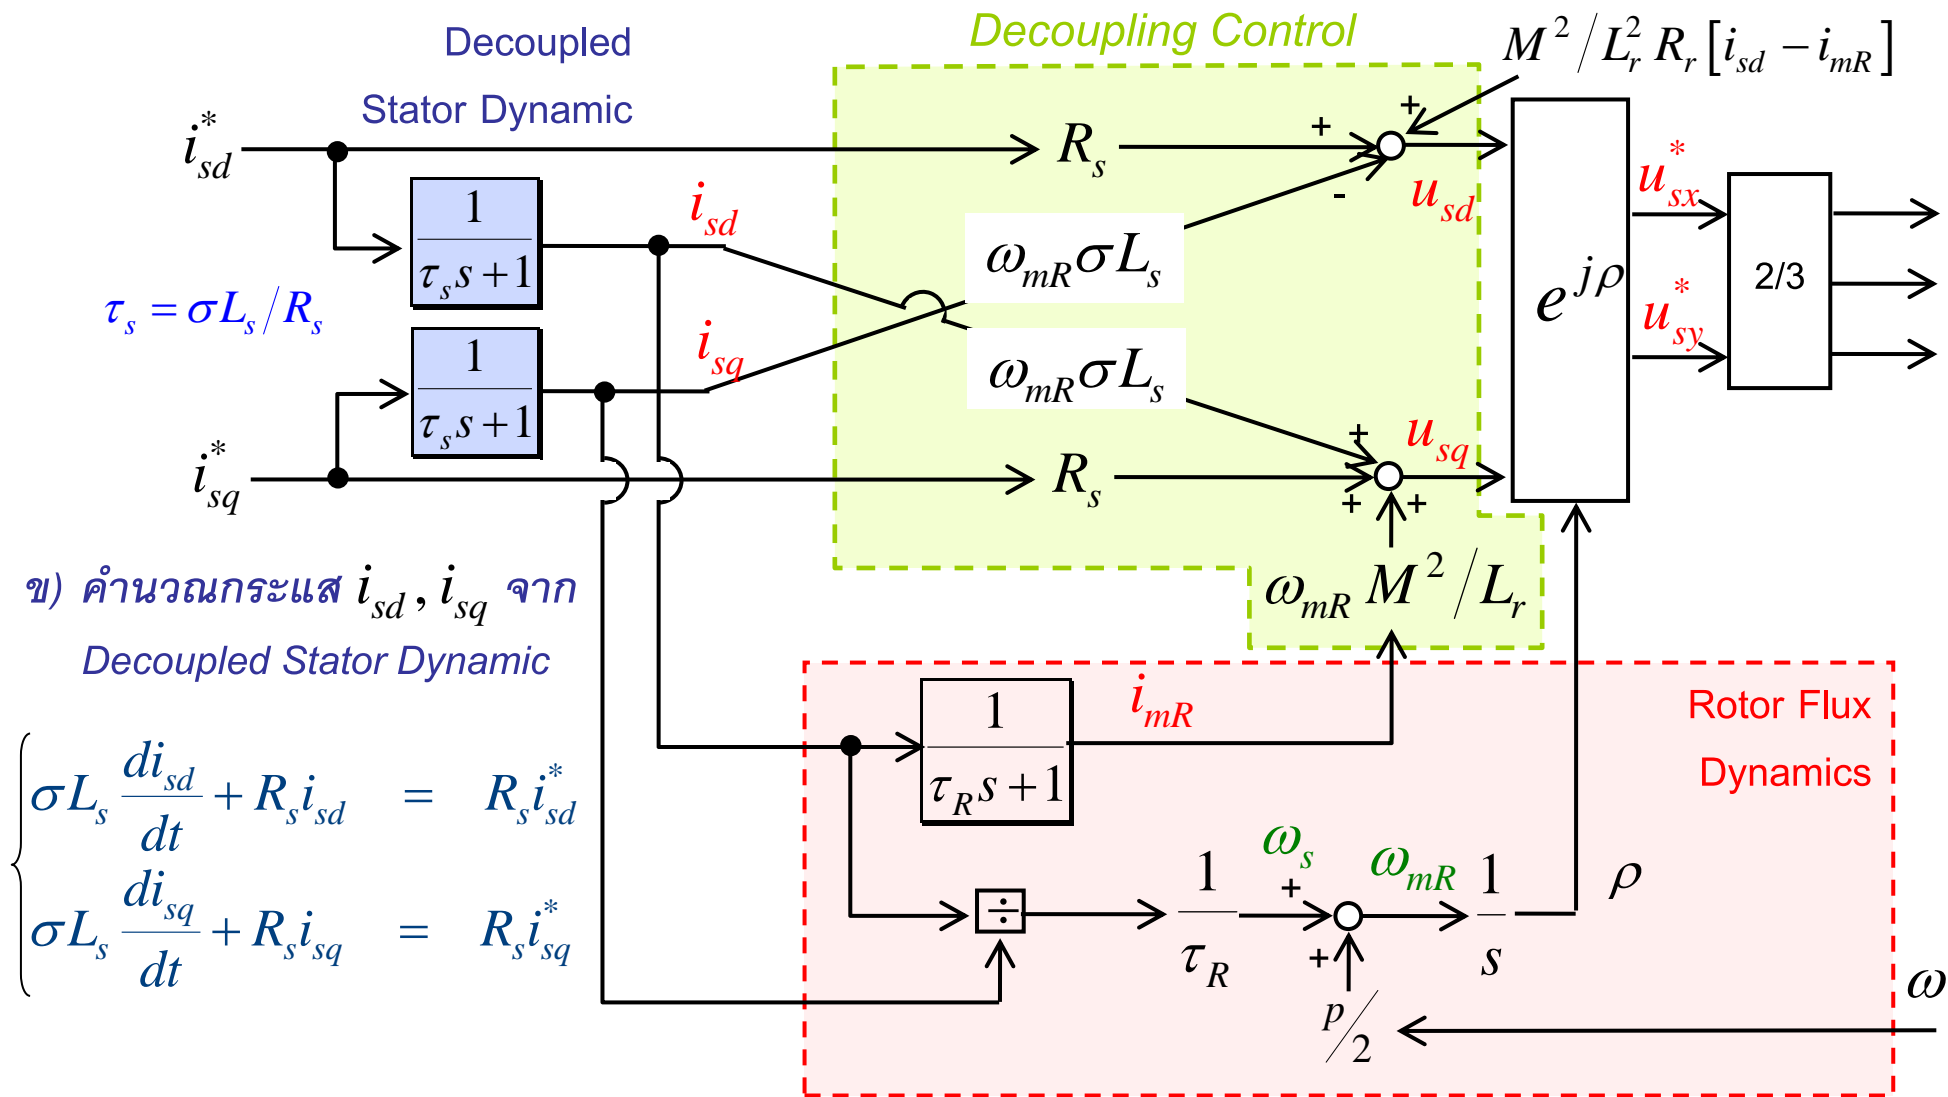 Decoupled
Stator Dynamic
Decoupling Control
M²/L_r² R_r [i_sd − i_mR]
i*_sd
R_s
+
+
-
u_sd
1
τ_s s + 1
i_sd
ω_mR σL_s
e^jρ
u*_sx
2/3
τ_s = σL_s/R_s
u*_sy
1
τ_s s + 1
i_sq
ω_mR σL_s
+
u_sq
i*_sq
R_s
+
+
ω_mR M²/L_r
ข) คำนวณกระแส i_sd , i_sq จาก
Decoupled Stator Dynamic
Rotor Flux
Dynamics
1
τ_R s + 1
i_mR
σL_s di_sd/dt + R_s i_sd = R_s i*_sd
σL_s di_sq/dt + R_s i_sq = R_s i*_sq
÷
1
τ_R
ω_s
+
+
ω_mR
1
s
ρ
p/2
ω